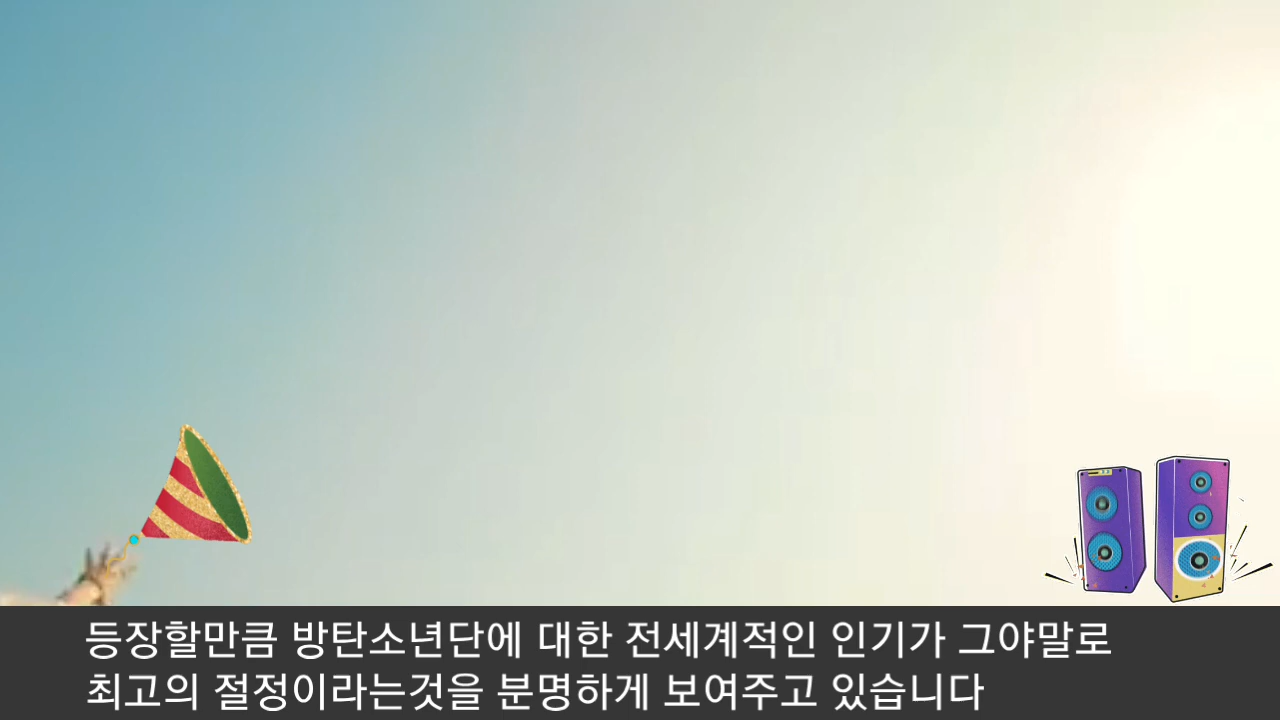 등장할만큼 방탄소년단에 대한 전세계적인 인기가 그야말로
최고의 절정이라는것을 분명하게 보여주고 있습니다